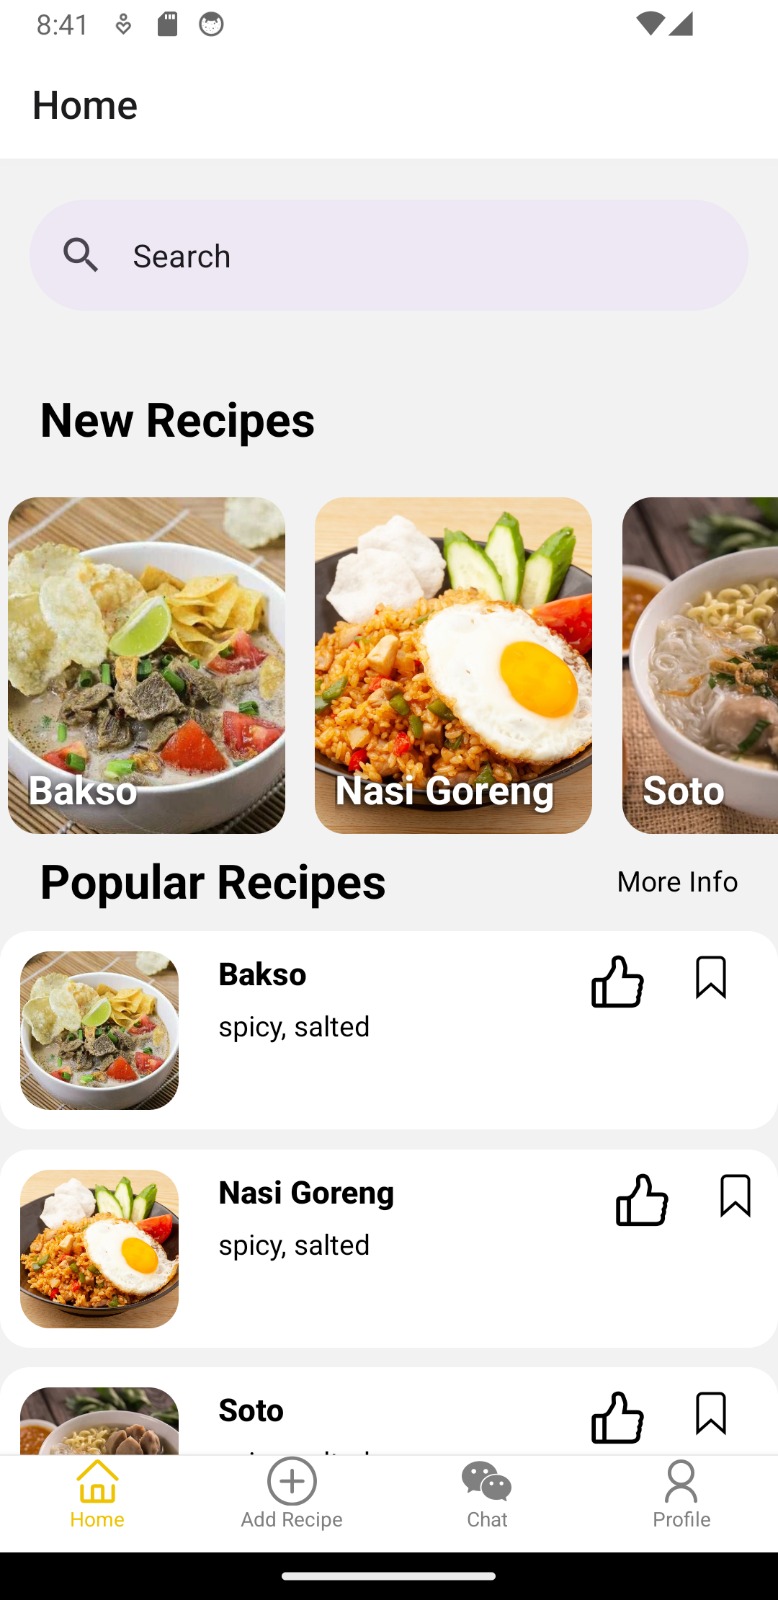 8:41
Home
Search
New Recipes
Bakso
Nasi Goreng
Soto
Popular Recipes
More Info
Bakso
spicy, salted
Nasi Goreng
spicy, salted
Soto
Home
Add Recipe
Chat
Profile